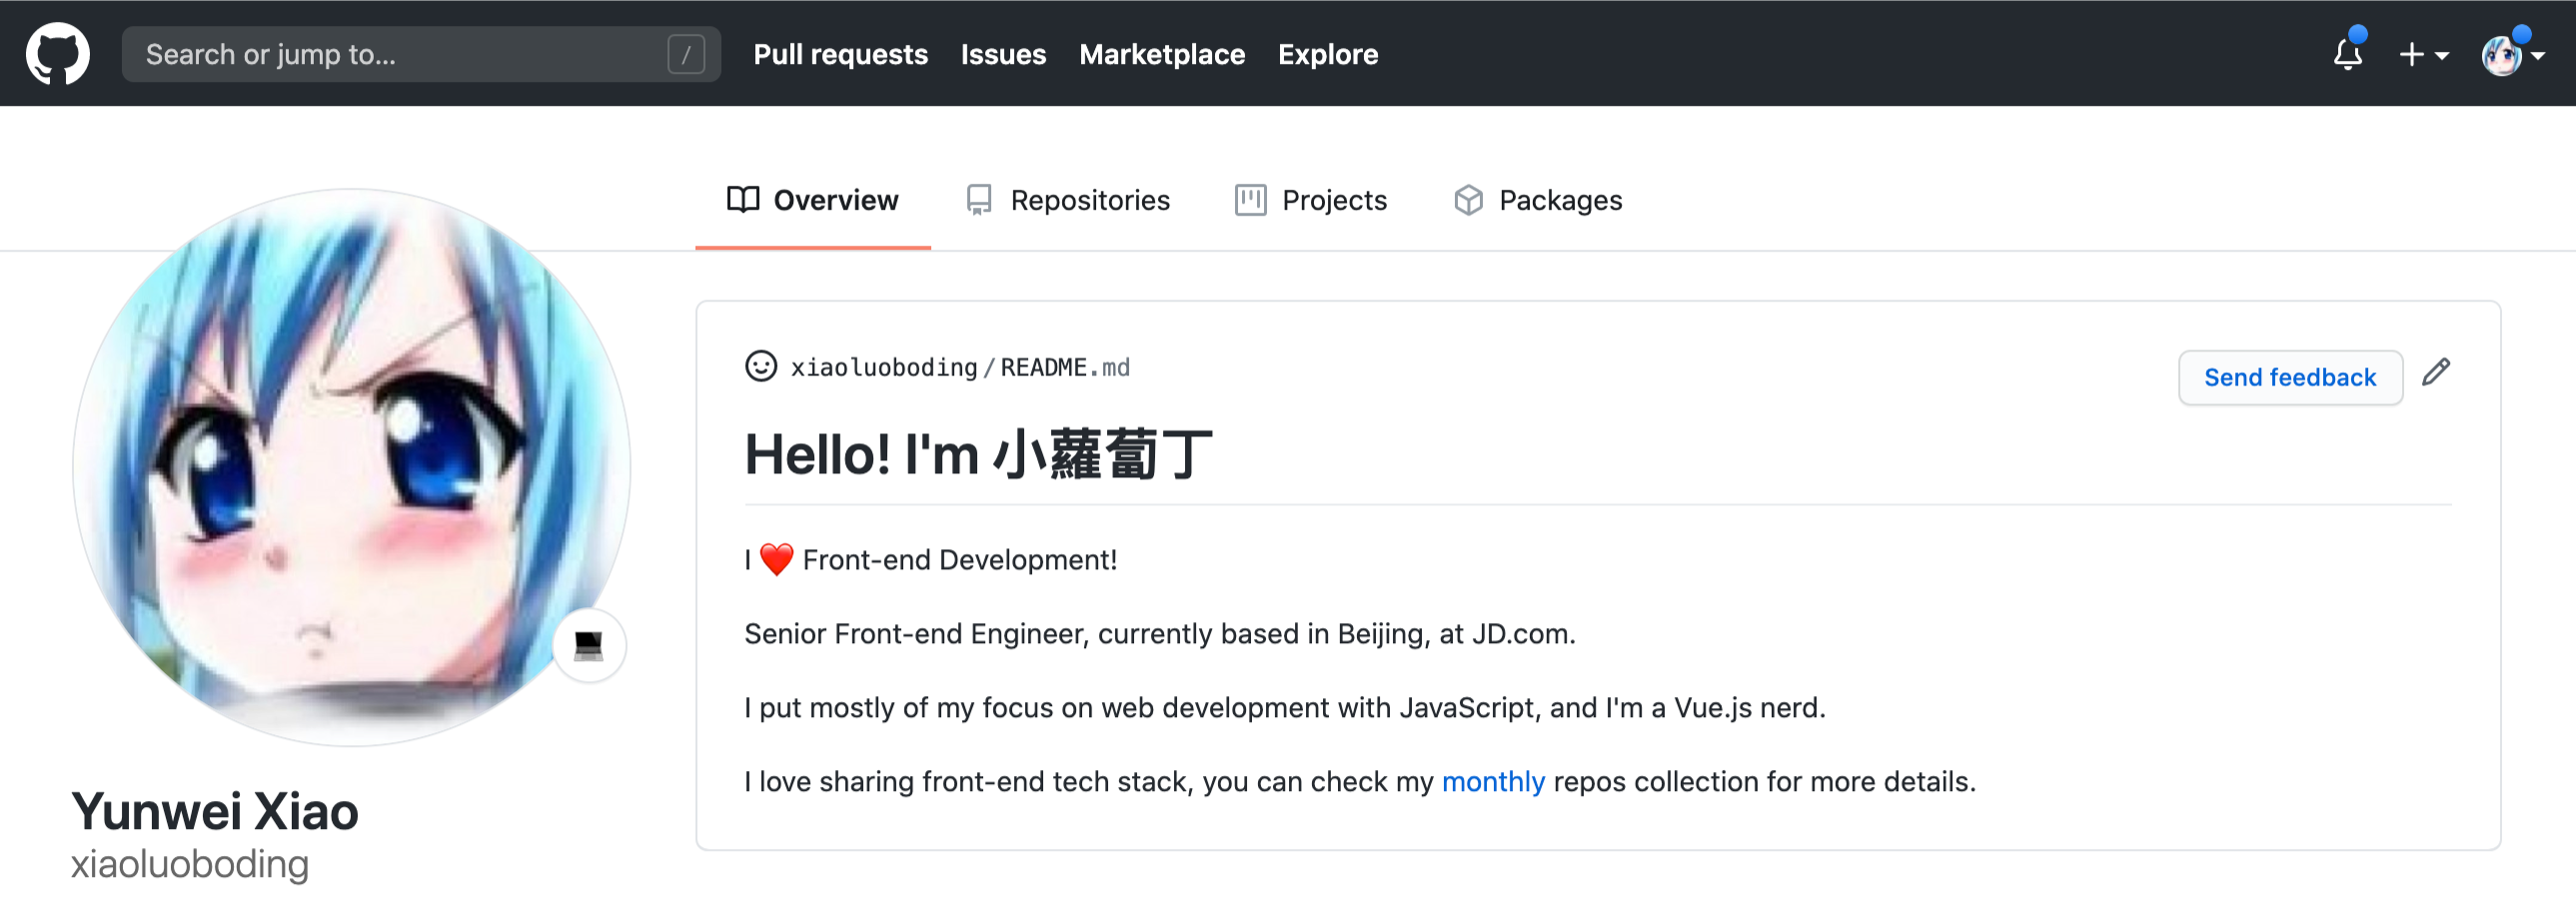 Search or jump to... /
Pull requests Issues Marketplace Explore
Overview Repositories Projects Packages
xiaoluoboding/README.md
Send feedback
Hello! I'm 小蘿蔔丁
I ❤️ Front-end Development!
Senior Front-end Engineer, currently based in Beijing, at JD.com.
I put mostly of my focus on web development with JavaScript, and I'm a Vue.js nerd.
I love sharing front-end tech stack, you can check my monthly repos collection for more details.
Yunwei Xiao
xiaoluoboding